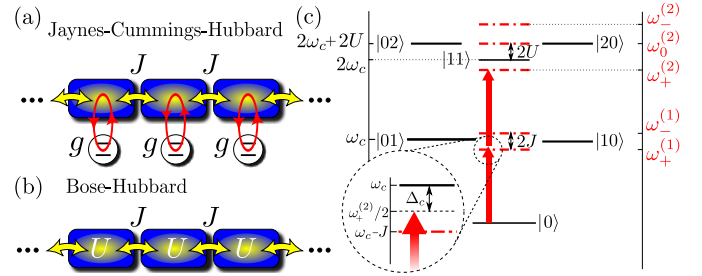 (a)
Jaynes-Cummings-Hubbard
J J
... ...
g g g
(b)
Bose-Hubbard
J J
... U U U ...
(c)
2ω_c+2U |02⟩ |20⟩ ω_-^(2)
2U ω_0^(2)
2ω_c |11⟩ ω_+^(2)
ω_c |01⟩ 2J |10⟩ ω_-^(1)
ω_+^(1)
ω_c
Δ_c
ω_+^(2)/2
ω_c-J
|0⟩